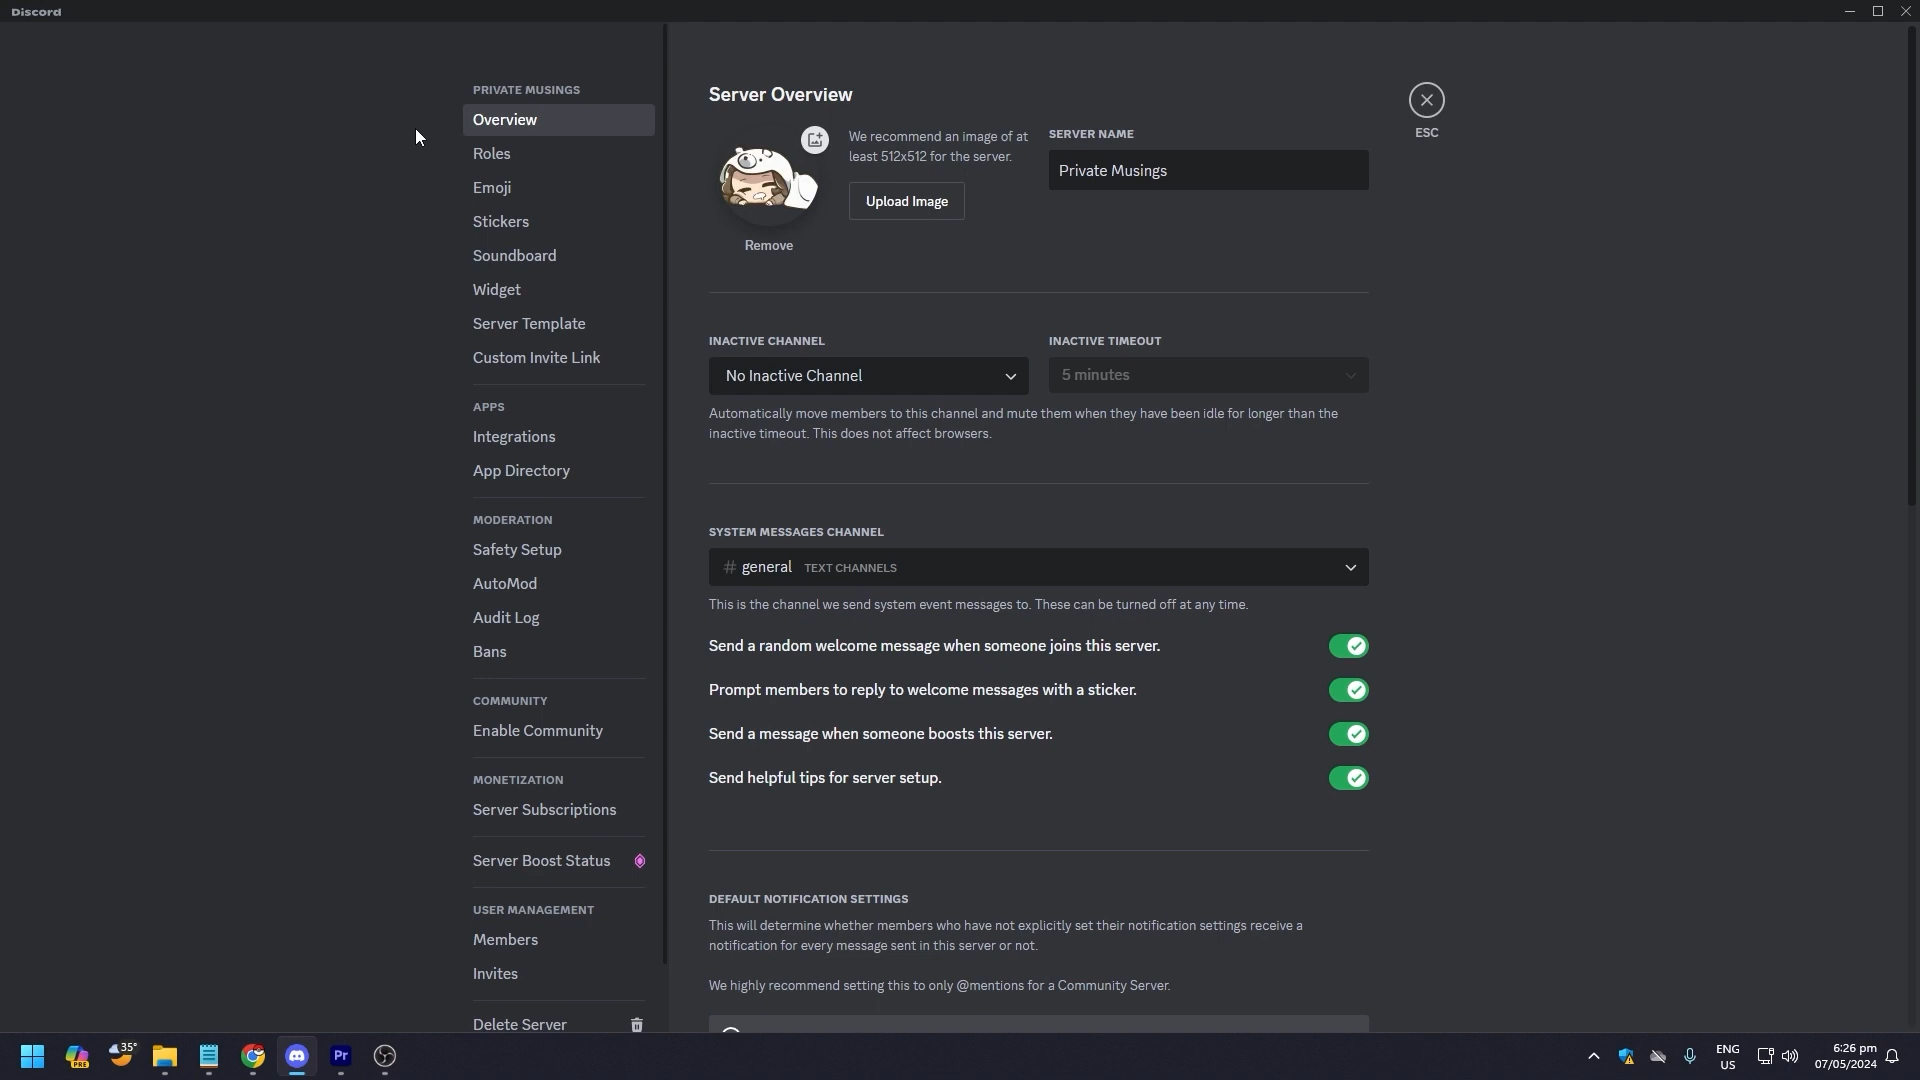 Discord
PRIVATE MUSINGS
Overview
Roles
Emoji
Stickers
Soundboard
Widget
Server Template
Custom Invite Link
APPS
Integrations
App Directory
MODERATION
Safety Setup
AutoMod
Audit Log
Bans
COMMUNITY
Enable Community
MONETIZATION
Server Subscriptions
Server Boost Status
USER MANAGEMENT
Members
Invites
Delete Server
Server Overview
We recommend an image of at
least 512x512 for the server.
Upload Image
Remove
SERVER NAME
Private Musings
ESC
INACTIVE CHANNEL
No Inactive Channel
INACTIVE TIMEOUT
5 minutes
Automatically move members to this channel and mute them when they have been idle for longer than the
inactive timeout. This does not affect browsers.
SYSTEM MESSAGES CHANNEL
# general TEXT CHANNELS
This is the channel we send system event messages to. These can be turned off at any time.
Send a random welcome message when someone joins this server.
Prompt members to reply to welcome messages with a sticker.
Send a message when someone boosts this server.
Send helpful tips for server setup.
DEFAULT NOTIFICATION SETTINGS
This will determine whether members who have not explicitly set their notification settings receive a
notification for every message sent in this server or not.
We highly recommend setting this to only @mentions for a Community Server.
PRE
35°
Pr
ENG
US
6:26 pm
07/05/2024